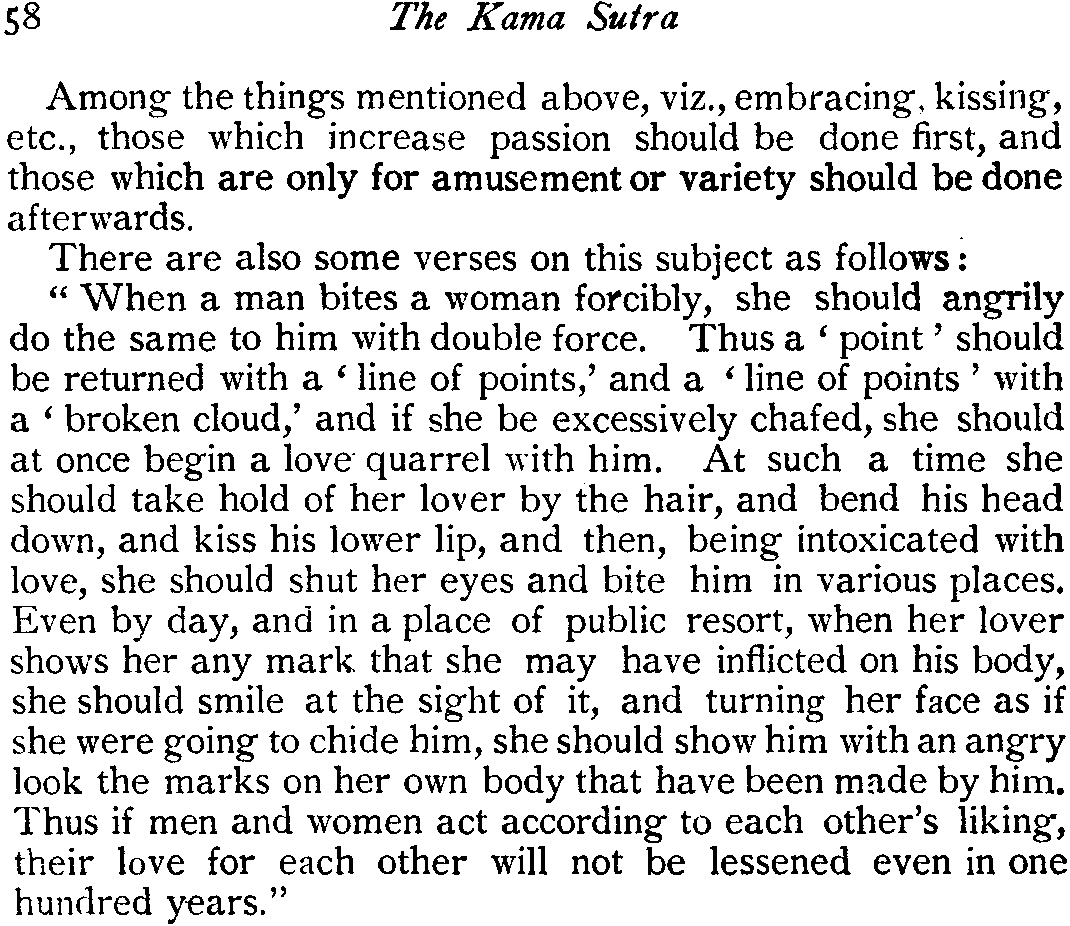 58 The Kama Sutra
Among the things mentioned above, viz., embracing, kissing,
etc., those which increase passion should be done first, and
those which are only for amusement or variety should be done
afterwards.
There are also some verses on this subject as follows:
“ When a man bites a woman forcibly, she should angrily
do the same to him with double force. Thus a ‘ point ’ should
be returned with a ‘ line of points,’ and a ‘ line of points ’ with
a ‘ broken cloud,’ and if she be excessively chafed, she should
at once begin a love quarrel with him. At such a time she
should take hold of her lover by the hair, and bend his head
down, and kiss his lower lip, and then, being intoxicated with
love, she should shut her eyes and bite him in various places.
Even by day, and in a place of public resort, when her lover
shows her any mark that she may have inflicted on his body,
she should smile at the sight of it, and turning her face as if
she were going to chide him, she should show him with an angry
look the marks on her own body that have been made by him.
Thus if men and women act according to each other's liking,
their love for each other will not be lessened even in one
hundred years.”